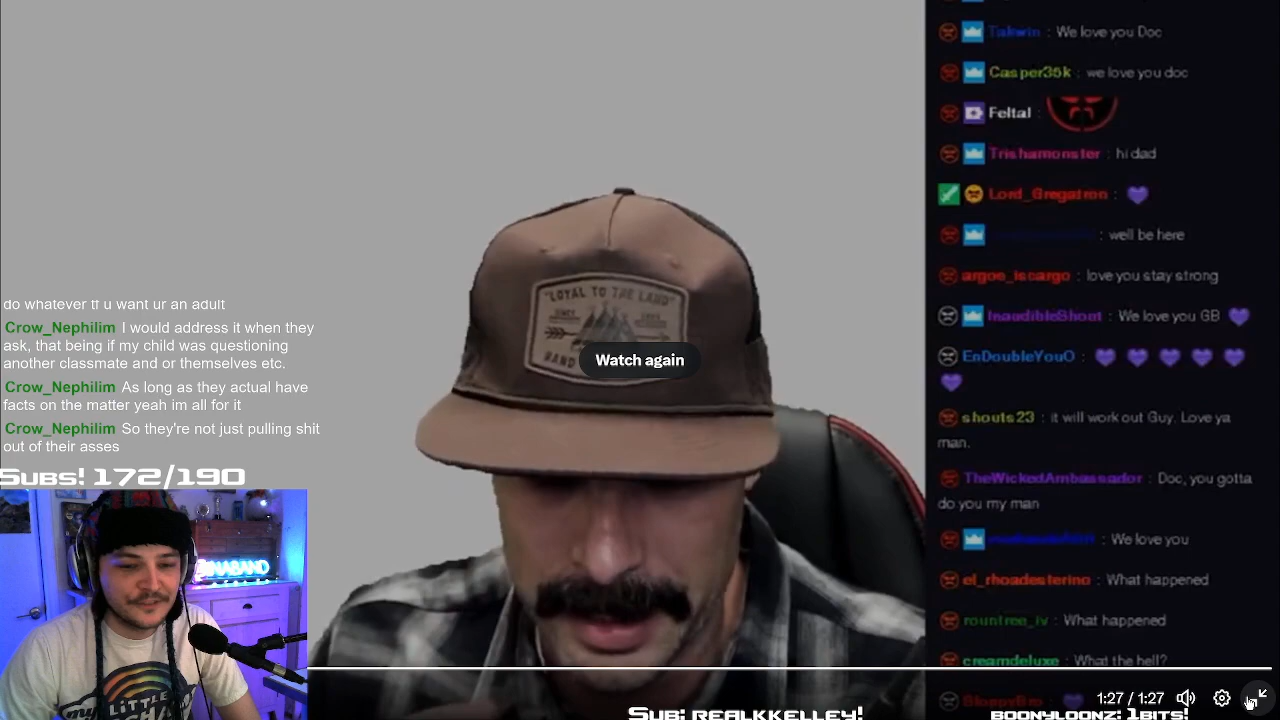 do whatever tf u want ur an adult
Crow_Nephilim I would address it when they
ask, that being if my child was questioning
another classmate and or themselves etc.
Crow_Nephilim As long as they actual have
facts on the matter yeah im all for it
Crow_Nephilim So they're not just pulling shit
out of their asses
Subs! 172/190
"LOYAL TO THE LAND"
SINCE
HAND
Watch again
Takwin : We love you Doc
Casper35k : we love you doc
Feltal :
Trishamonster : hi dad
Lord_Gregatron :
: well be here
argoe_iscargo : love you stay strong
InaudibleShout : We love you GB
EnDoubleYouO :
shouts23 : it will work out Guy. Love ya
man.
TheWickedAmbassador : Doc, you gotta
do you my man
: We love you
el_rhoadesterino : What happened
rountree_iv : What happened
creamdeluxe : What the hell?
SloppyBro :
1:27 / 1:27
Sub: realkkelley!
boonyloonz: 1bits!
LITTLE